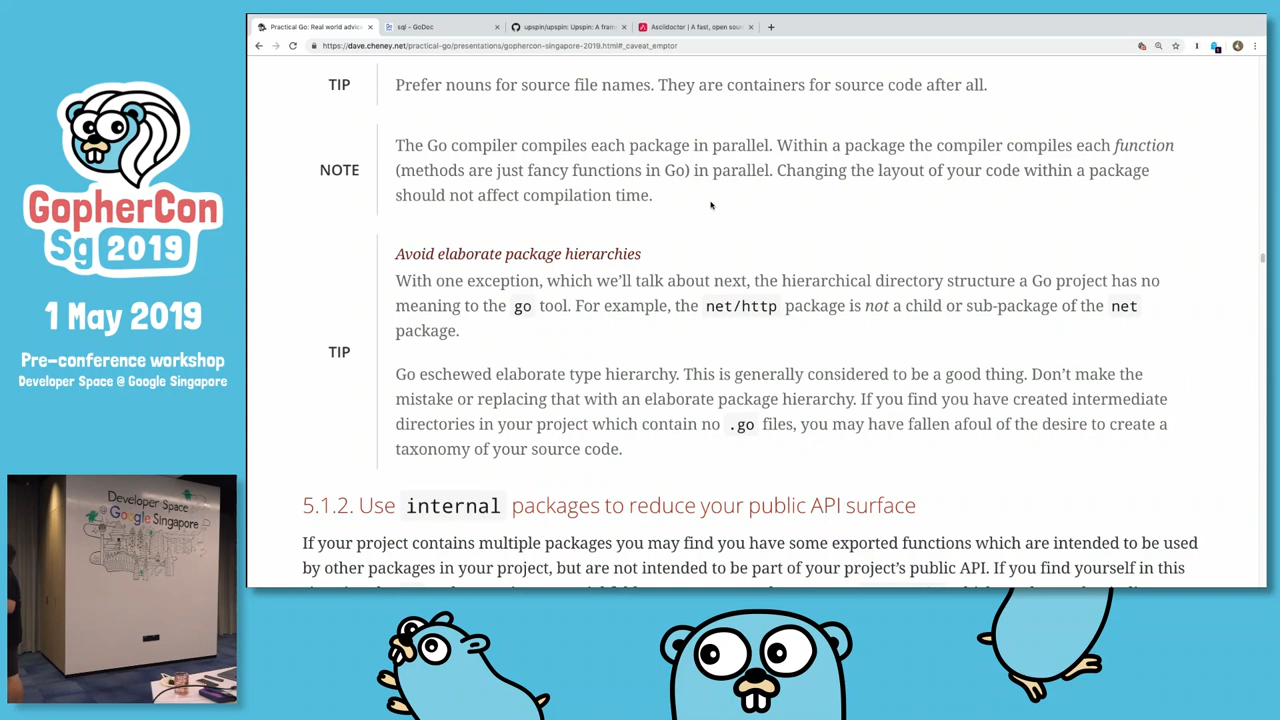 GopherCon
Sg 2019
1 May 2019
Pre-conference workshop
Developer Space @ Google Singapore
Developer Space
@ Google Singapore
Practical Go: Real world advic
sql - GoDoc
upspin/upspin: Upspin: A fram
Asciidoctor | A fast, open sour
https://dave.cheney.net/practical-go/presentations/gophercon-singapore-2019.html#_caveat_emptor
TIP
Prefer nouns for source file names. They are containers for source code after all.
NOTE
The Go compiler compiles each package in parallel. Within a package the compiler compiles each function
(methods are just fancy functions in Go) in parallel. Changing the layout of your code within a package
should not affect compilation time.
TIP
Avoid elaborate package hierarchies
With one exception, which we'll talk about next, the hierarchical directory structure a Go project has no
meaning to the go tool. For example, the net/http package is not a child or sub-package of the net
package.
Go eschewed elaborate type hierarchy. This is generally considered to be a good thing. Don't make the
mistake or replacing that with an elaborate package hierarchy. If you find you have created intermediate
directories in your project which contain no .go files, you may have fallen afoul of the desire to create a
taxonomy of your source code.
5.1.2. Use internal packages to reduce your public API surface
If your project contains multiple packages you may find you have some exported functions which are intended to be used
by other packages in your project, but are not intended to be part of your project's public API. If you find yourself in this